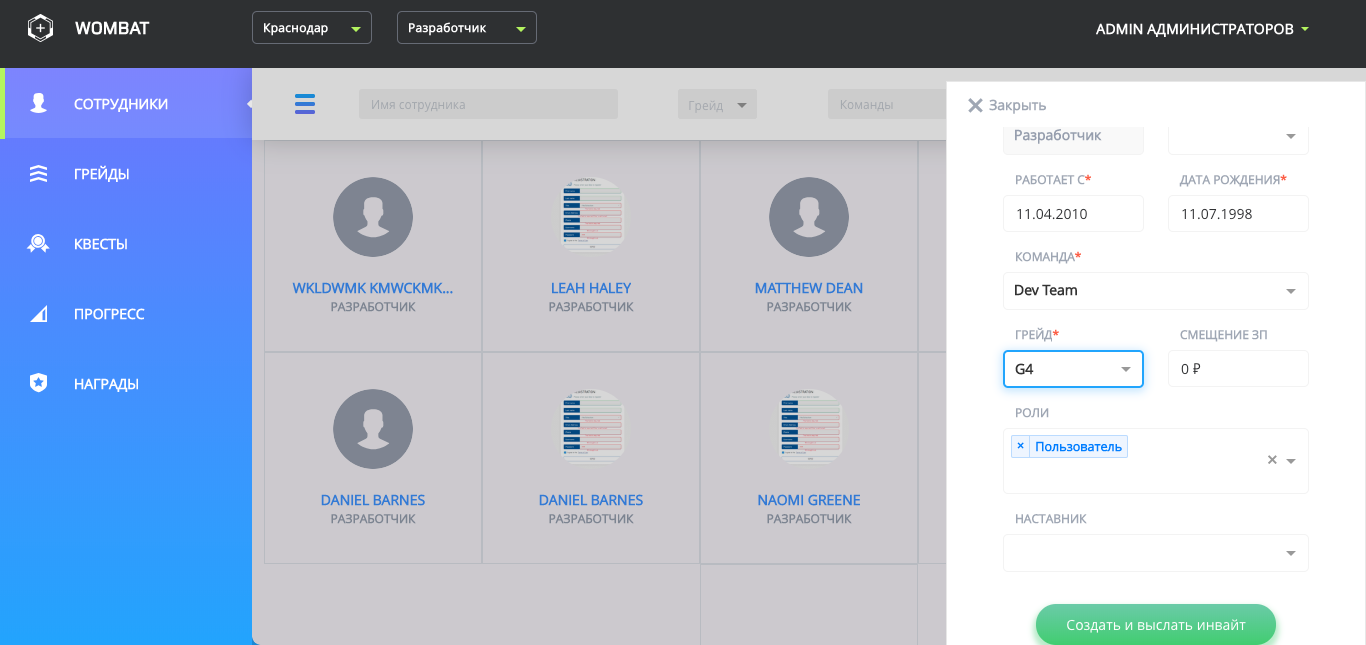 WOMBAT
Краснодар
Разработчик
ADMIN АДМИНИСТРАТОРОВ
СОТРУДНИКИ
ГРЕЙДЫ
КВЕСТЫ
ПРОГРЕСС
НАГРАДЫ
Имя сотрудника
Грейд
Команды
WKLDWMK KMWCKMK...
РАЗРАБОТЧИК
LEAH HALEY
РАЗРАБОТЧИК
MATTHEW DEAN
РАЗРАБОТЧИК
DANIEL BARNES
РАЗРАБОТЧИК
DANIEL BARNES
РАЗРАБОТЧИК
NAOMI GREENE
РАЗРАБОТЧИК
Закрыть
Разработчик
РАБОТАЕТ С*
ДАТА РОЖДЕНИЯ*
11.04.2010
11.07.1998
КОМАНДА*
Dev Team
ГРЕЙД*
СМЕЩЕНИЕ ЗП
G4
0 ₽
РОЛИ
× Пользователь
×
НАСТАВНИК
Создать и выслать инвайт